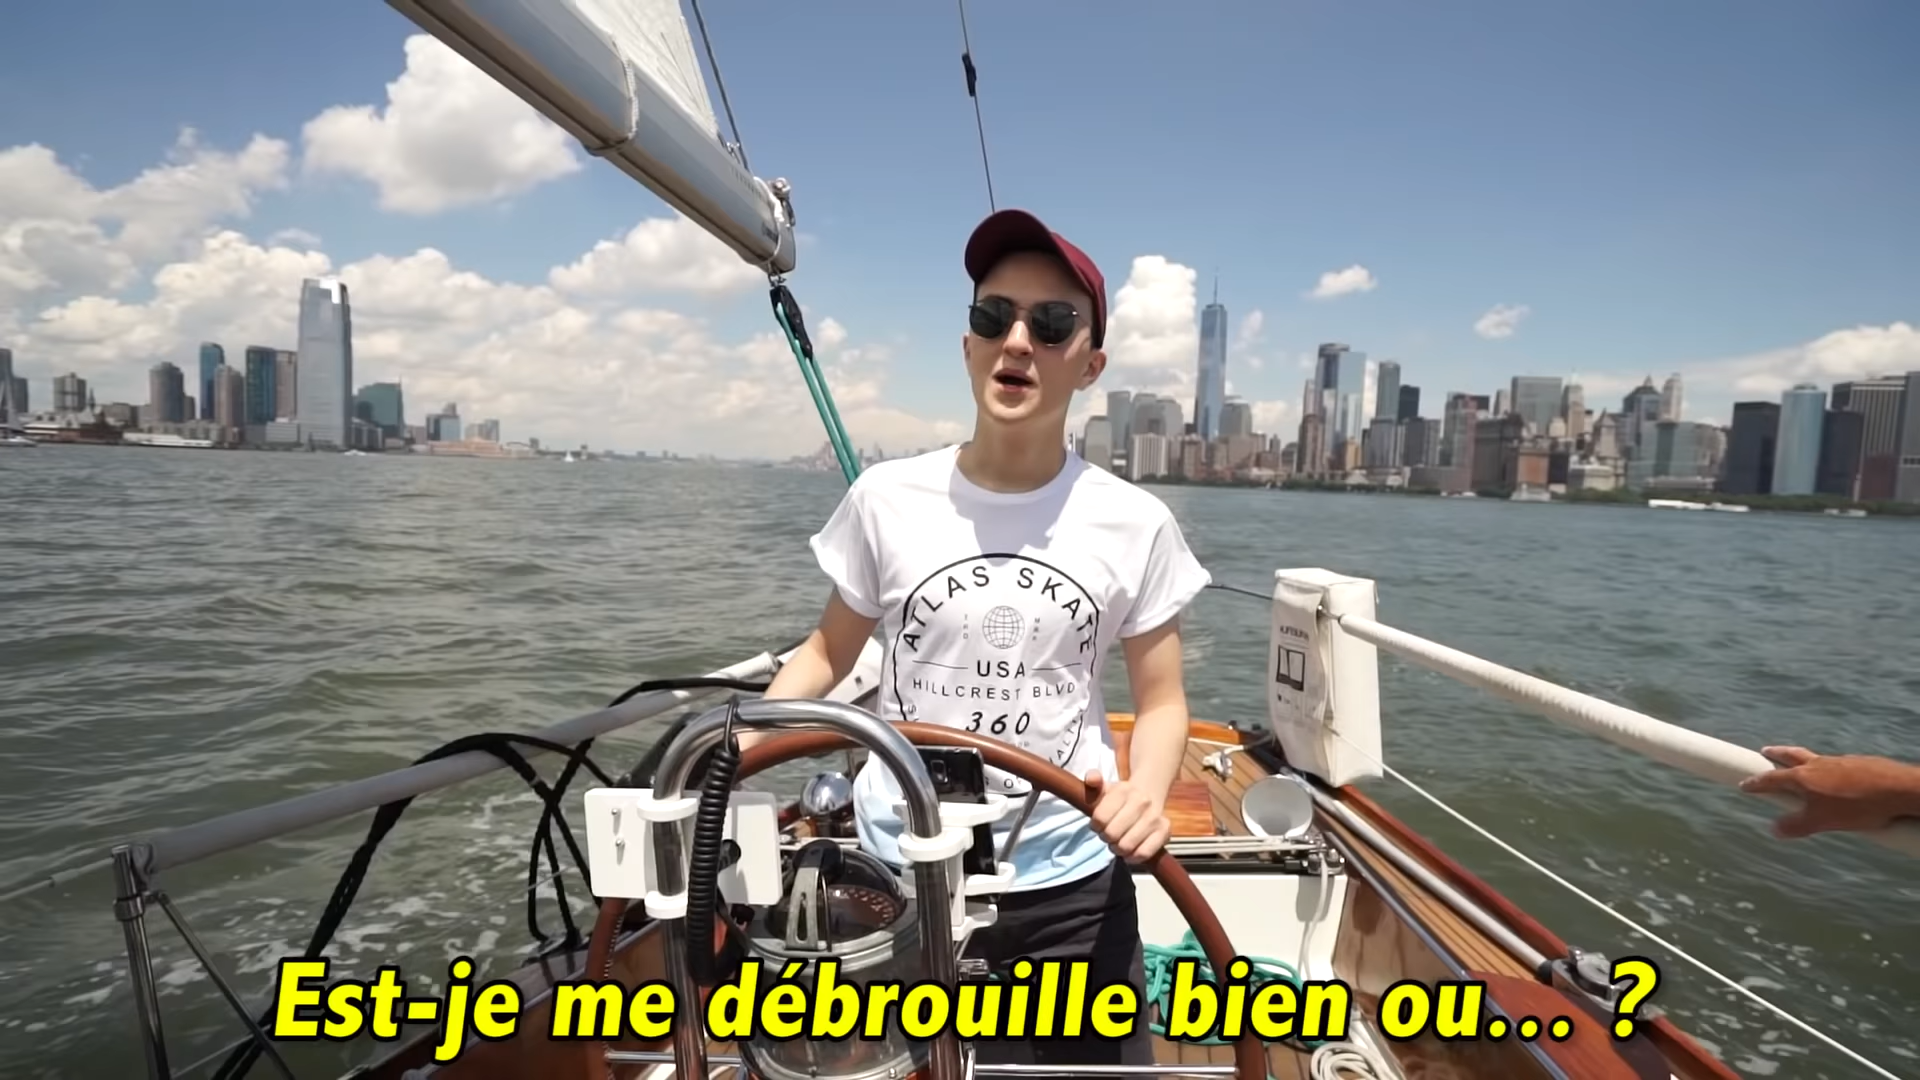 ATLAS SKATE
USA
HILLCREST BLVD
360
Est-je me débrouille bien ou... ?